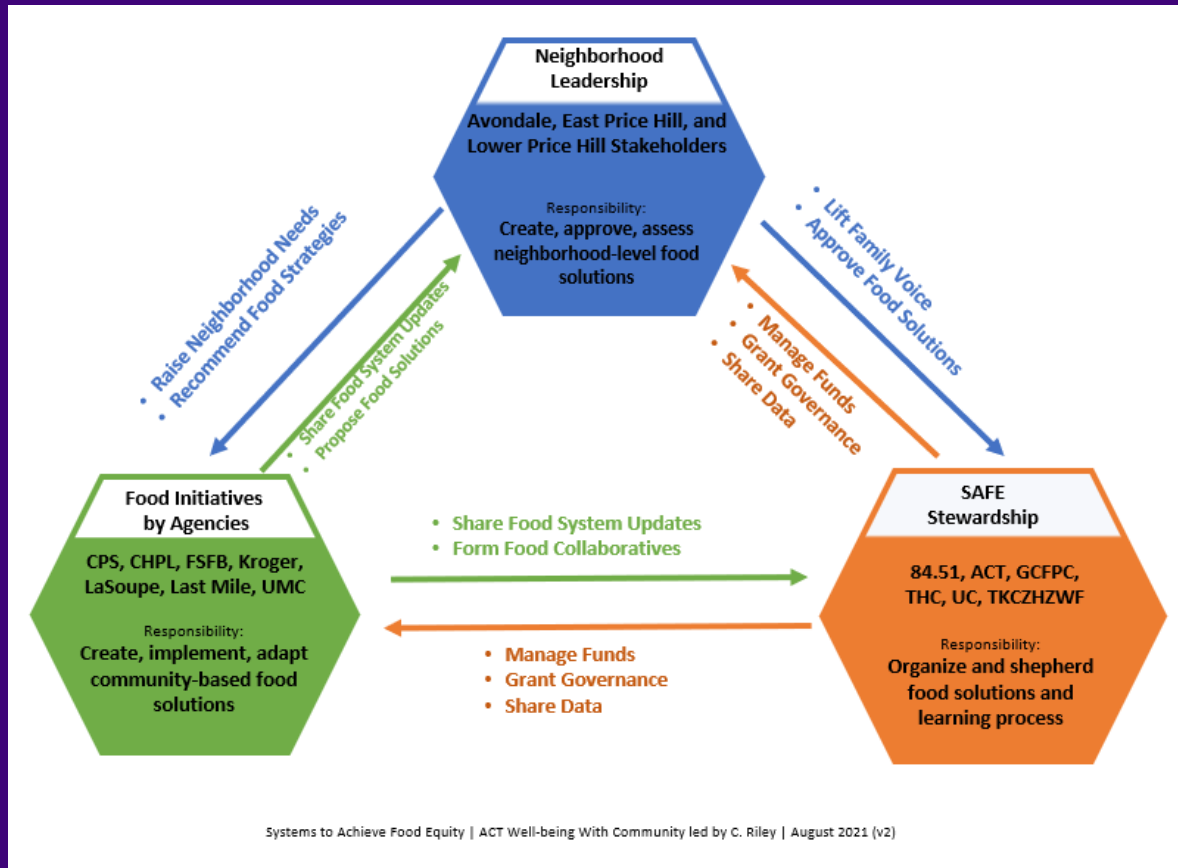 Neighborhood
Leadership
Avondale, East Price Hill, and
Lower Price Hill Stakeholders
Responsibility:
Create, approve, assess
neighborhood-level food
solutions
• Raise Neighborhood Needs
• Recommend Food Strategies
• Share Food System Updates
• Propose Food Solutions
• Lift Family Voice
• Approve Food Solutions
• Manage Funds
• Grant Governance
• Share Data
Food Initiatives
by Agencies
CPS, CHPL, FSFB, Kroger,
LaSoupe, Last Mile, UMC
Responsibility:
Create, implement, adapt
community-based food
solutions
• Share Food System Updates
• Form Food Collaboratives
• Manage Funds
• Grant Governance
• Share Data
SAFE
Stewardship
84.51, ACT, GCFPC,
THC, UC, TKCZHZWF
Responsibility:
Organize and shepherd
food solutions and
learning process
Systems to Achieve Food Equity | ACT Well-being With Community led by C. Riley | August 2021 (v2)